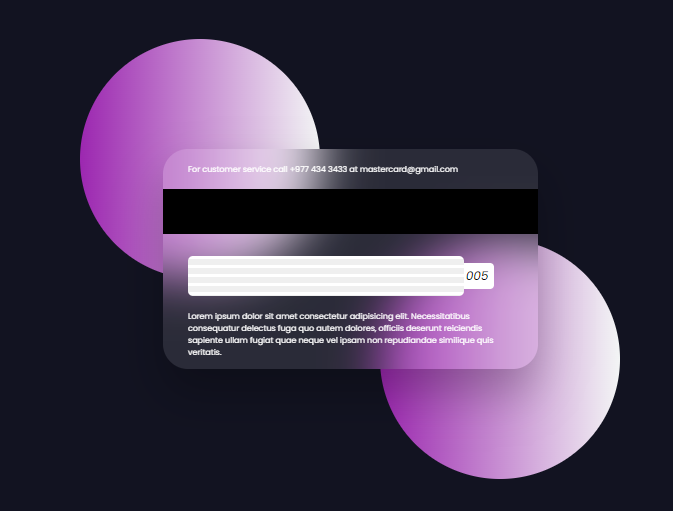 For customer service call +977 434 3433 at mastercard@gmail.com
005
Lorem ipsum dolor sit amet consectetur adipisicing elit. Necessitatibus
consequatur delectus fuga quo autem dolores, officiis deserunt reiciendis
sapiente ullam fugiat quae neque vel ipsam non repudiandae similique quis
veritatis.